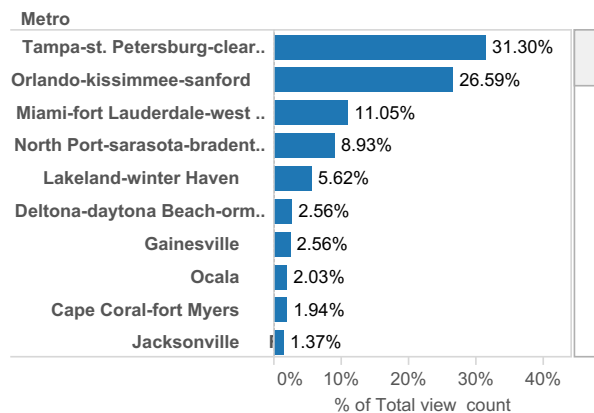 Metro
Tampa-st. Petersburg-clear.. 31.30%
Orlando-kissimmee-sanford 26.59%
Miami-fort Lauderdale-west .. 11.05%
North Port-sarasota-bradent.. 8.93%
Lakeland-winter Haven 5.62%
Deltona-daytona Beach-orm.. 2.56%
Gainesville 2.56%
Ocala 2.03%
Cape Coral-fort Myers 1.94%
Jacksonville 1.37%
0% 10% 20% 30% 40%
% of Total view_count